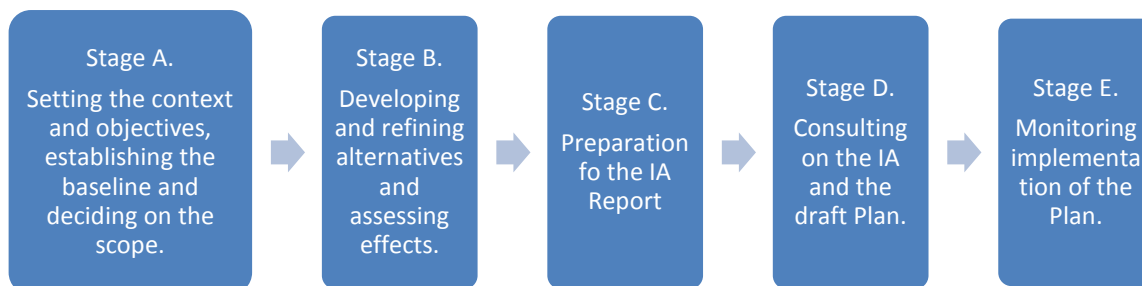 Stage A.
Setting the context
and objectives,
establishing the
baseline and
deciding on the
scope.
Stage B.
Developing
and refining
alternatives
and
assessing
effects.
Stage C.
Preparation
fo the IA
Report
Stage D.
Consulting
on the IA
and the
draft Plan.
Stage E.
Monitoring
implementa
tion of the
Plan.